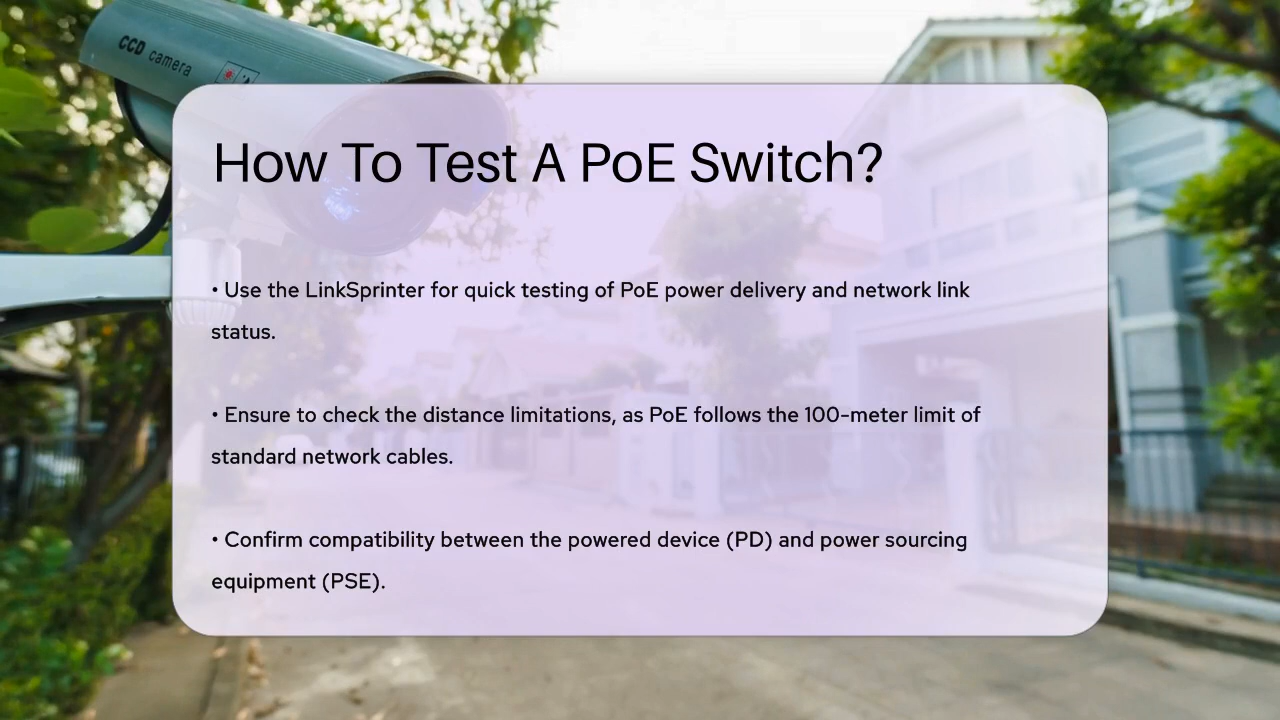 CCD camera
How To Test A PoE Switch?
• Use the LinkSprinter for quick testing of PoE power delivery and network link
status.
• Ensure to check the distance limitations, as PoE follows the 100-meter limit of
standard network cables.
• Confirm compatibility between the powered device (PD) and power sourcing
equipment (PSE).